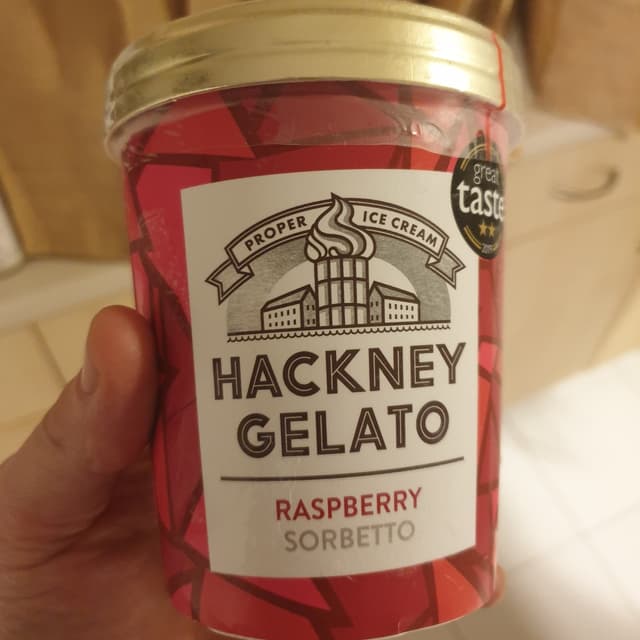 PROPER ICE CREAM
great
taste
HACKNEY
GELATO
RASPBERRY
SORBETTO